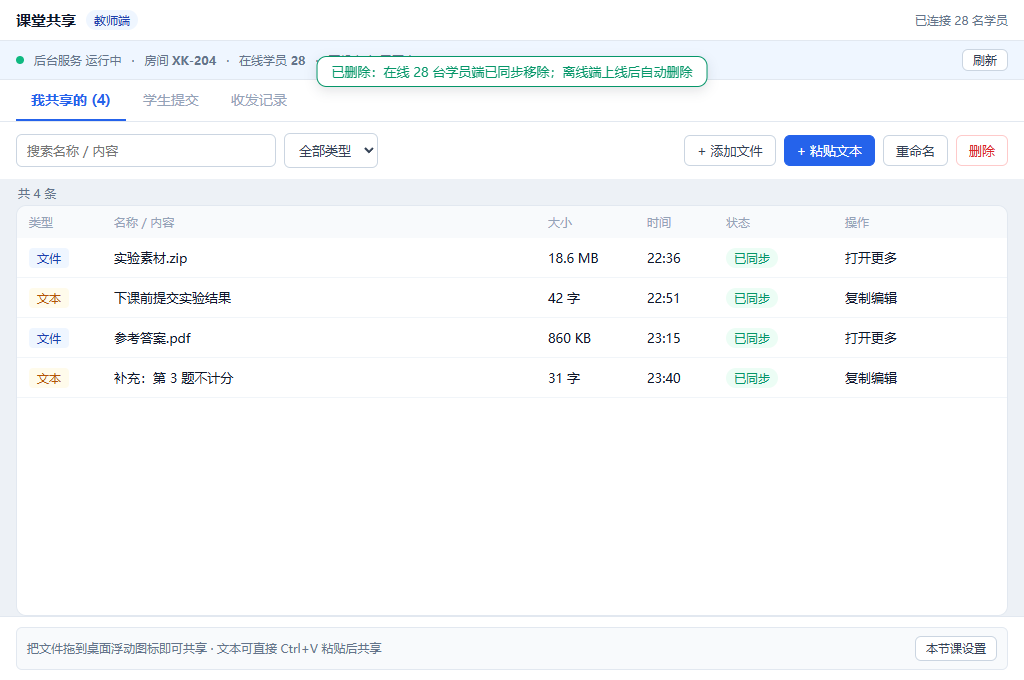 课堂共享 教师端 已连接 28 名学员
后台服务 运行中 · 房间 XK-204 · 在线学员 28 · 刷新
已删除：在线 28 台学员端已同步移除；离线端上线后自动删除
我共享的 (4) 学生提交 收发记录
搜索名称 / 内容 全部类型 + 添加文件 + 粘贴文本 重命名 删除
共 4 条
类型 名称 / 内容 大小 时间 状态 操作
文件 实验素材.zip 18.6 MB 22:36 已同步 打开更多
文本 下课前提交实验结果 42 字 22:51 已同步 复制编辑
文件 参考答案.pdf 860 KB 23:15 已同步 打开更多
文本 补充：第 3 题不计分 31 字 23:40 已同步 复制编辑
把文件拖到桌面浮动图标即可共享 · 文本可直接 Ctrl+V 粘贴后共享 本节课设置